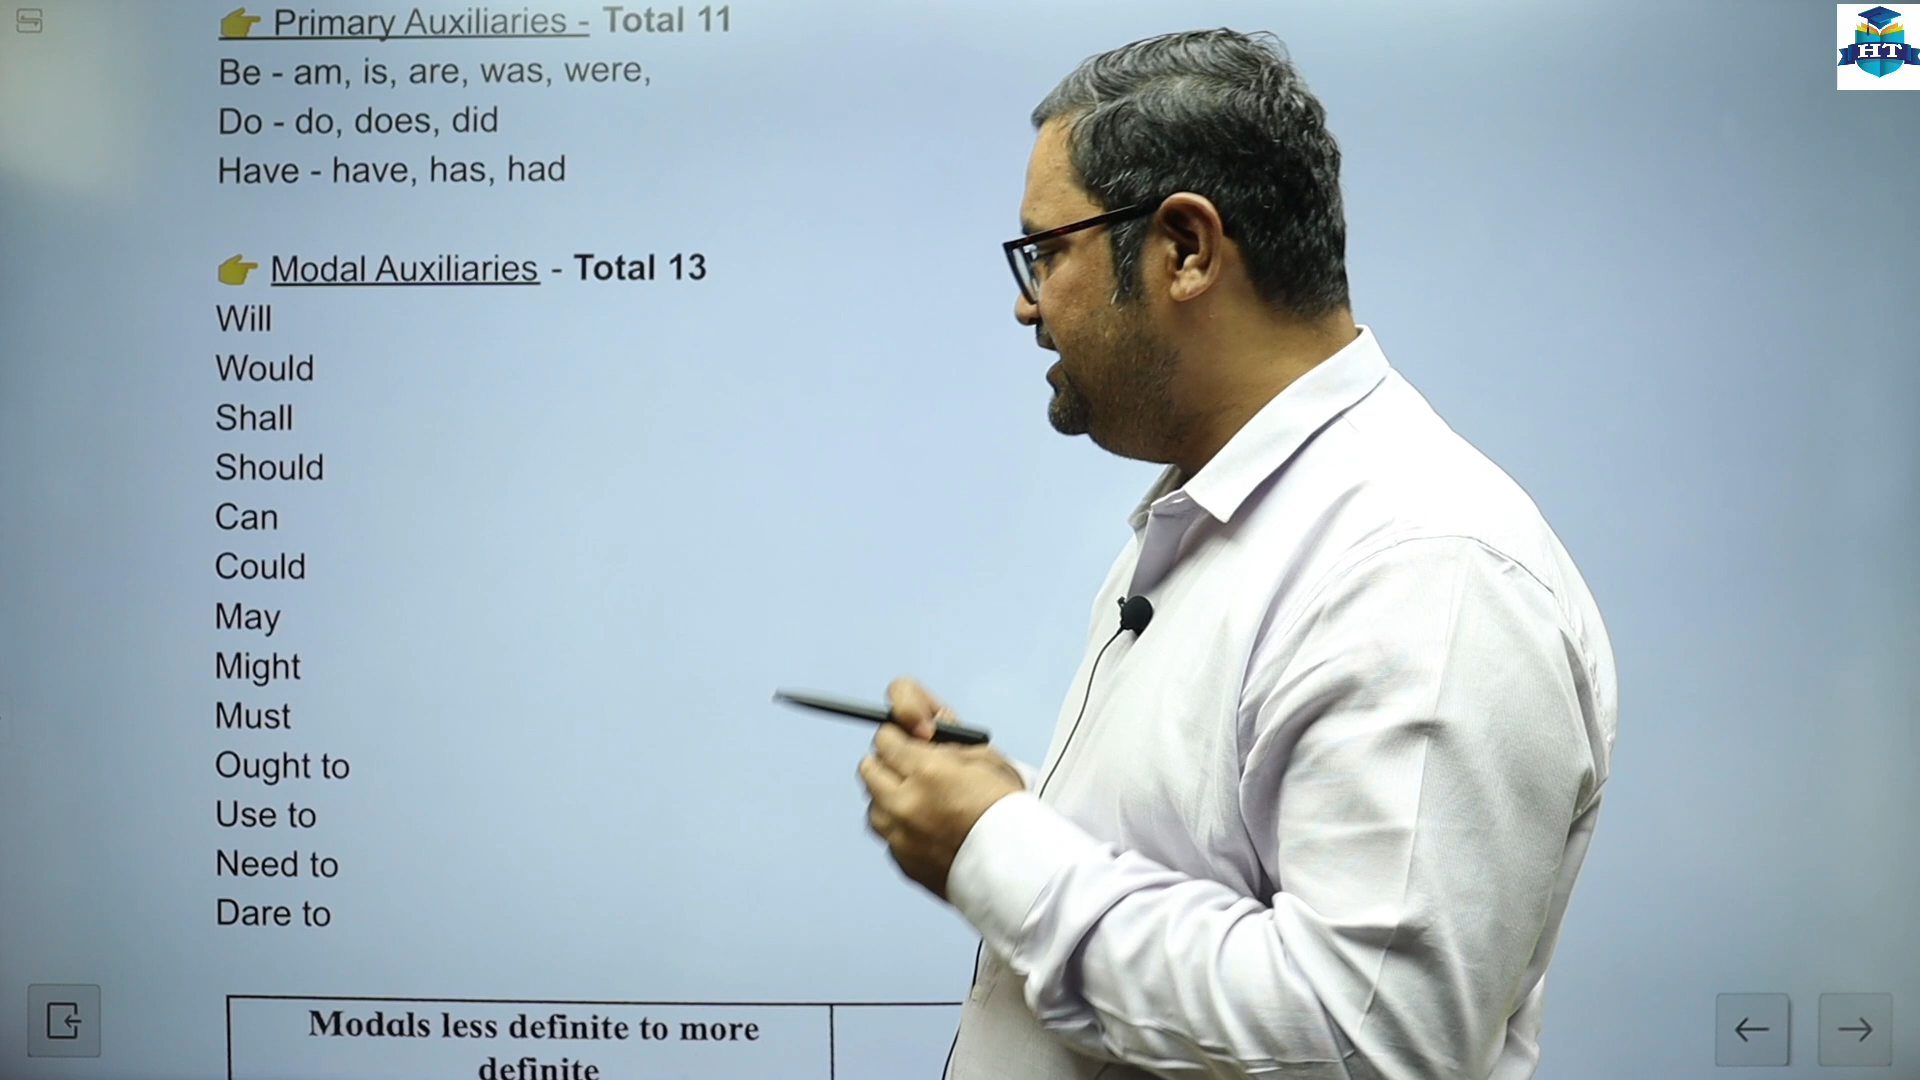 Primary Auxiliaries - Total 11
Be - am, is, are, was, were,
Do - do, does, did
Have - have, has, had
Modal Auxiliaries - Total 13
Will
Would
Shall
Should
Can
Could
May
Might
Must
Ought to
Use to
Need to
Dare to
Modals less definite to more
definite
HT